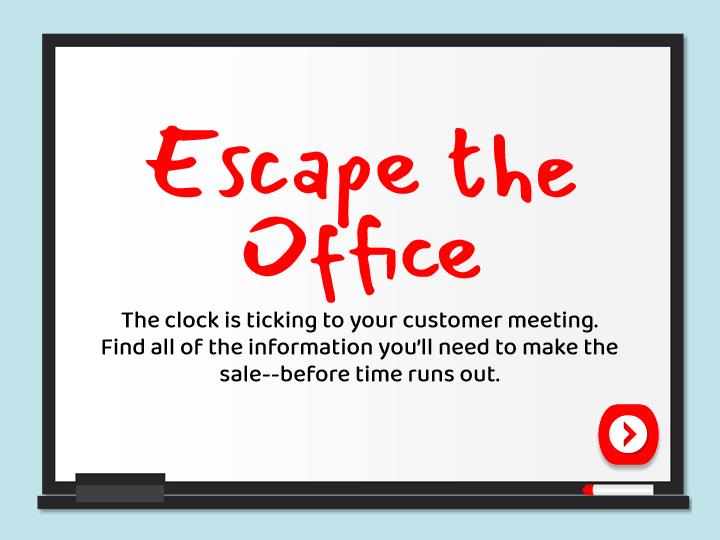 Escape the
Office
The clock is ticking to your customer meeting.
Find all of the information you'll need to make the
sale--before time runs out.